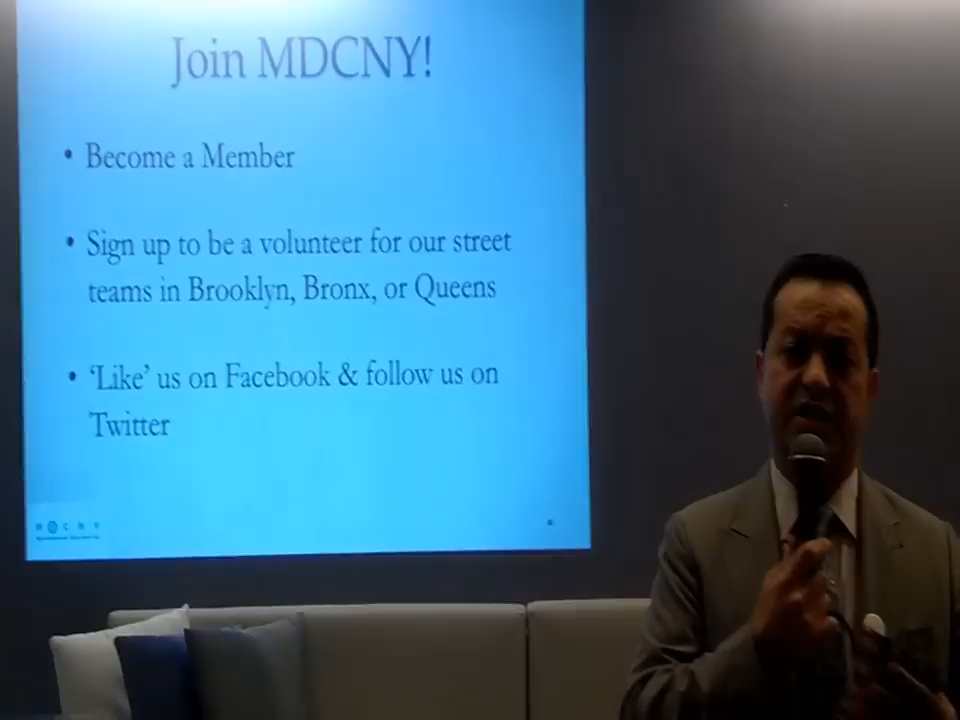 Join MDCNY!
• Become a Member
• Sign up to be a volunteer for our street
teams in Brooklyn, Bronx, or Queens
• ‘Like’ us on Facebook & follow us on
Twitter